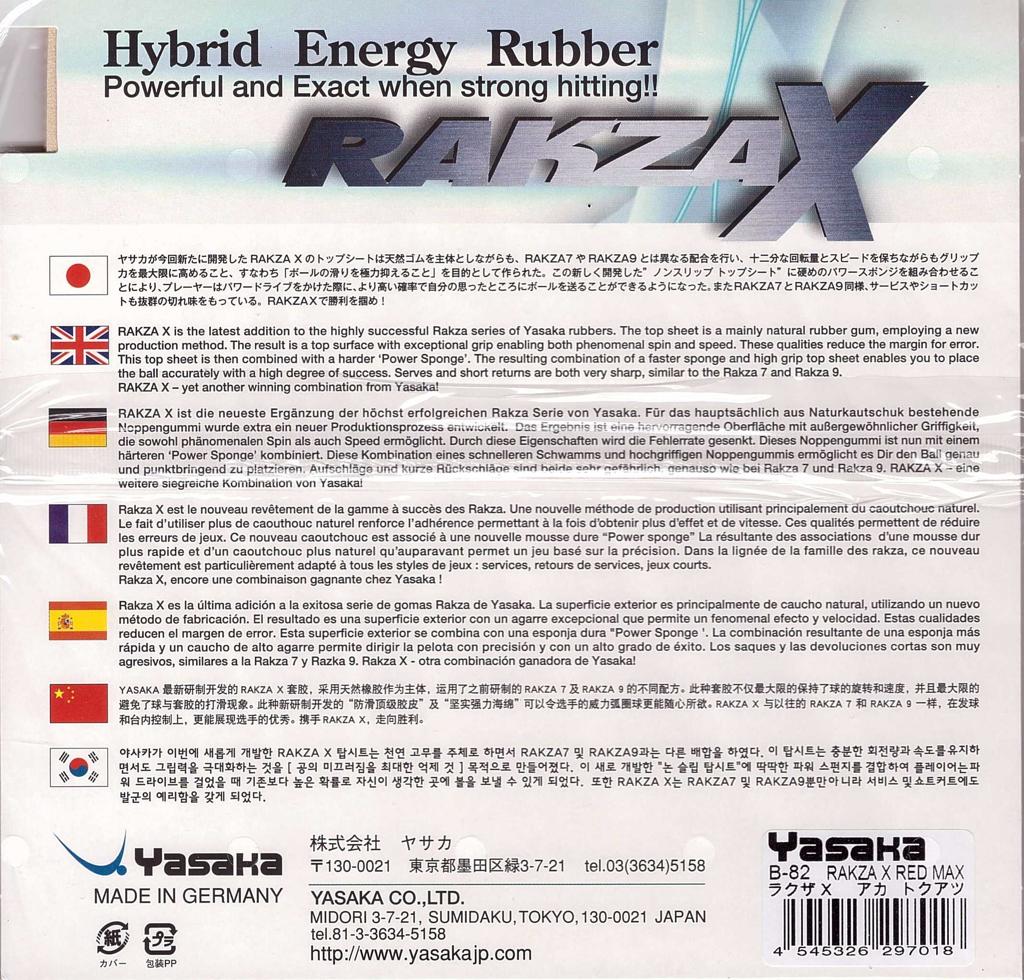 Hybrid Energy Rubber
Powerful and Exact when strong hitting!!
RAKZA X
ヤサカが今回新たに開発した RAKZA X のトップシートは天然ゴムを主体としながらも、RAKZA7 や RAKZA9 とは異なる配合を行い、十二分な回転量とスピードを保ちながらもグリップ
力を最大限に高めること、すなわち「ボールの滑りを極力抑えること」を目的として作られた。この新しく開発した" ノンスリップ トップシート" に硬めのパワースポンジを組み合わせるこ
とにより、プレーヤーはパワードライブをかけた際に、より高い確率で自分の思ったところにボールを送ることができるようになった。またRAKZA7とRAKZA9同様、サービスやショートカッ
トも抜群の切れ味をもっている。RAKZAXで勝利を掴め！
RAKZA X is the latest addition to the highly successful Rakza series of Yasaka rubbers. The top sheet is a mainly natural rubber gum, employing a new
production method. The result is a top surface with exceptional grip enabling both phenomenal spin and speed. These qualities reduce the margin for error.
This top sheet is then combined with a harder ‘Power Sponge’. The resulting combination of a faster sponge and high grip top sheet enables you to place
the ball accurately with a high degree of success. Serves and short returns are both very sharp, similar to the Rakza 7 and Rakza 9.
RAKZA X – yet another winning combination from Yasaka!
RAKZA X ist die neueste Ergänzung der höchst erfolgreichen Rakza Serie von Yasaka. Für das hauptsächlich aus Naturkautschuk bestehende
Noppengummi wurde extra ein neuer Produktionsprozess entwickelt. Das Ergebnis ist eine hervorragende Oberfläche mit außergewöhnlicher Griffigkeit,
die sowohl phänomenalen Spin als auch Speed ermöglicht. Durch diese Eigenschaften wird die Fehlerrate gesenkt. Dieses Noppengummi ist nun mit einem
härteren ‘Power Sponge’ kombiniert. Diese Kombination eines schnelleren Schwamms und hochgriffigen Noppengummis ermöglicht es Dir den Ball genau
und punktbringend zu platzieren. Aufschläge und kurze Rückschläge sind beide sehr gefährlich, genauso wie bei Rakza 7 und Rakza 9. RAKZA X – eine
weitere siegreiche Kombination von Yasaka!
Rakza X est le nouveau revêtement de la gamme à succès des Rakza. Une nouvelle méthode de production utilisant principalement du caoutchouc naturel.
Le fait d’utiliser plus de caouthouc naturel renforce l’adhérence permettant à la fois d’obtenir plus d’effet et de vitesse. Ces qualités permettent de réduire
les erreurs de jeux. Ce nouveau caoutchouc est associé à une nouvelle mousse dure “Power sponge” La résultante des associations d’une mousse dur
plus rapide et d’un caoutchouc plus naturel qu’auparavant permet un jeu basé sur la précision. Dans la lignée de la famille des rakza, ce nouveau
revêtement est particulièrement adapté à tous les styles de jeux : services, retours de services, jeux courts.
Rakza X, encore une combinaison gagnante chez Yasaka !
Rakza X es la última adición a la exitosa serie de gomas Rakza de Yasaka. La superficie exterior es principalmente de caucho natural, utilizando un nuevo
método de fabricación. El resultado es una superficie exterior con un agarre excepcional que permite un fenomenal efecto y velocidad. Estas cualidades
reducen el margen de error. Esta superficie exterior se combina con una esponja dura "Power Sponge '. La combinación resultante de una esponja más
rápida y un caucho de alto agarre permite dirigir la pelota con precisión y con un alto grado de éxito. Los saques y las devoluciones cortas son muy
agresivos, similares a la Rakza 7 y Razka 9. Rakza X - otra combinación ganadora de Yasaka!
YASAKA 最新研制开发的 RAKZA X 套胶，采用天然橡胶作为主体，运用了之前研制的 RAKZA 7 及 RAKZA 9 的不同配方。此种套胶不仅最大限的保持了球的旋转和速度，并且最大限的
避免了球与套胶的打滑现象。此种新研制开发的 “防滑顶级胶皮” 及 “坚实强力海绵” 可以令选手的威力弧圈球更能随心所欲。RAKZA X 与以往的 RAKZA 7 和 RAKZA 9 一样，在发球
和台内控制上，更能展现选手的优秀。携手 RAKZA X，走向胜利。
야사카가 이번에 새롭게 개발한 RAKZA X 탑시트는 천연 고무를 주체로 하면서 RAKZA7 및 RAKZA9과는 다른 배합을 하였다. 이 탑시트는 충분한 회전량과 속도를유지하
면서도 그립력을 극대화하는 것을 [ 공의 미끄러짐을 최대한 억제 것 ] 목적으로 만들어졌다. 이 새로 개발한 "논 슬립 탑시트"에 딱딱한 파워 스펀지를 결합하여 플레이어는파
워 드라이브를 걸었을 때 기존보다 높은 확률로 자신이 생각한 곳에 볼을 보낼 수 있게 되었다. 또한 RAKZA X는 RAKZA7 및 RAKZA9뿐만아니라 서비스 및쇼트커트에도
발군의 예리함을 갖게 되었다.
Yasaka
MADE IN GERMANY
紙
カバー
プラ
包装PP
株式会社 ヤサカ
〒130-0021 東京都墨田区緑3-7-21 tel.03(3634)5158
YASAKA CO.,LTD.
MIDORI 3-7-21, SUMIDAKU,TOKYO,130-0021 JAPAN
tel.81-3-3634-5158
http://www.yasakajp.com
Yasaka
B-82 RAKZA X RED MAX
ラクザX アカ トクアツ
4 545326 297018